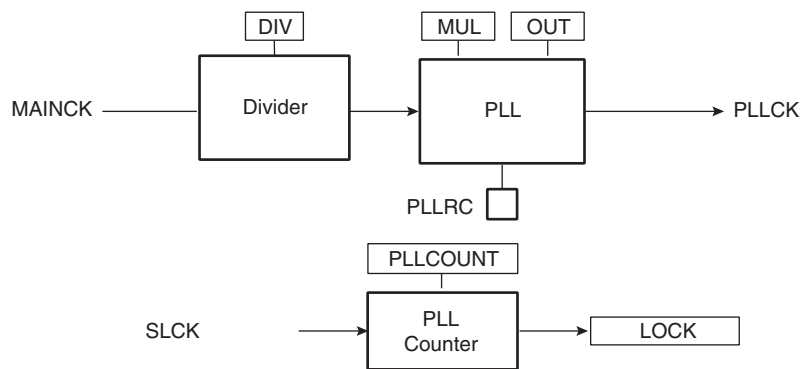 DIV
MUL
OUT
MAINCK
Divider
PLL
PLLCK
PLLRC
PLLCOUNT
SLCK
PLL
Counter
LOCK